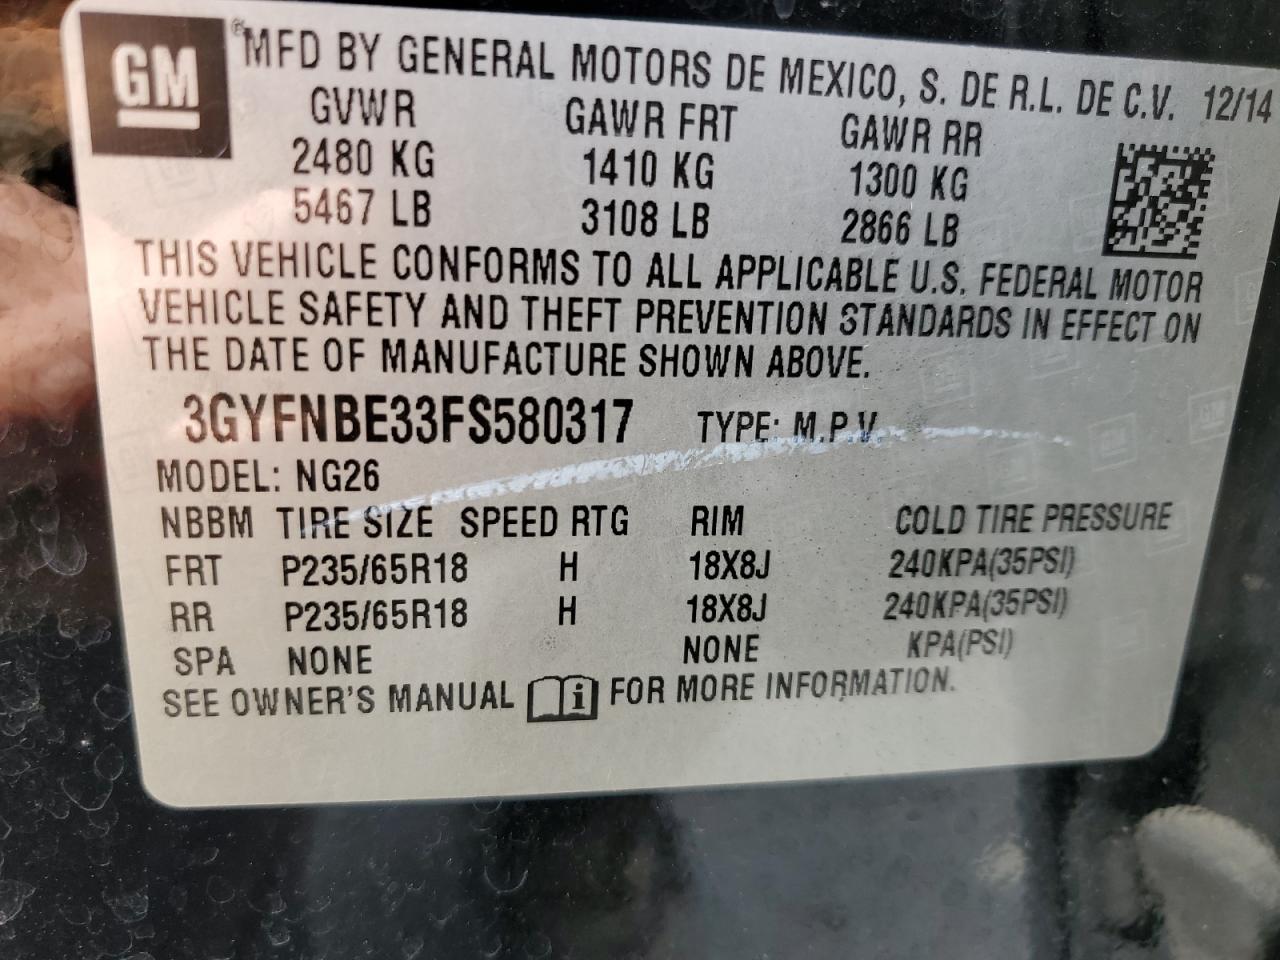 GM ® MFD BY GENERAL MOTORS DE MEXICO, S. DE R.L. DE C.V. 12/14
GVWR GAWR FRT GAWR RR
2480 KG 1410 KG 1300 KG
5467 LB 3108 LB 2866 LB
THIS VEHICLE CONFORMS TO ALL APPLICABLE U.S. FEDERAL MOTOR
VEHICLE SAFETY AND THEFT PREVENTION STANDARDS IN EFFECT ON
THE DATE OF MANUFACTURE SHOWN ABOVE.
3GYFNBE33FS580317 TYPE: M.P.V.
MODEL: NG26
NBBM TIRE SIZE SPEED RTG RIM COLD TIRE PRESSURE
FRT P235/65R18 H 18X8J 240KPA(35PSI)
RR P235/65R18 H 18X8J 240KPA(35PSI)
SPA NONE NONE KPA(PSI)
SEE OWNER'S MANUAL i FOR MORE INFORMATION.